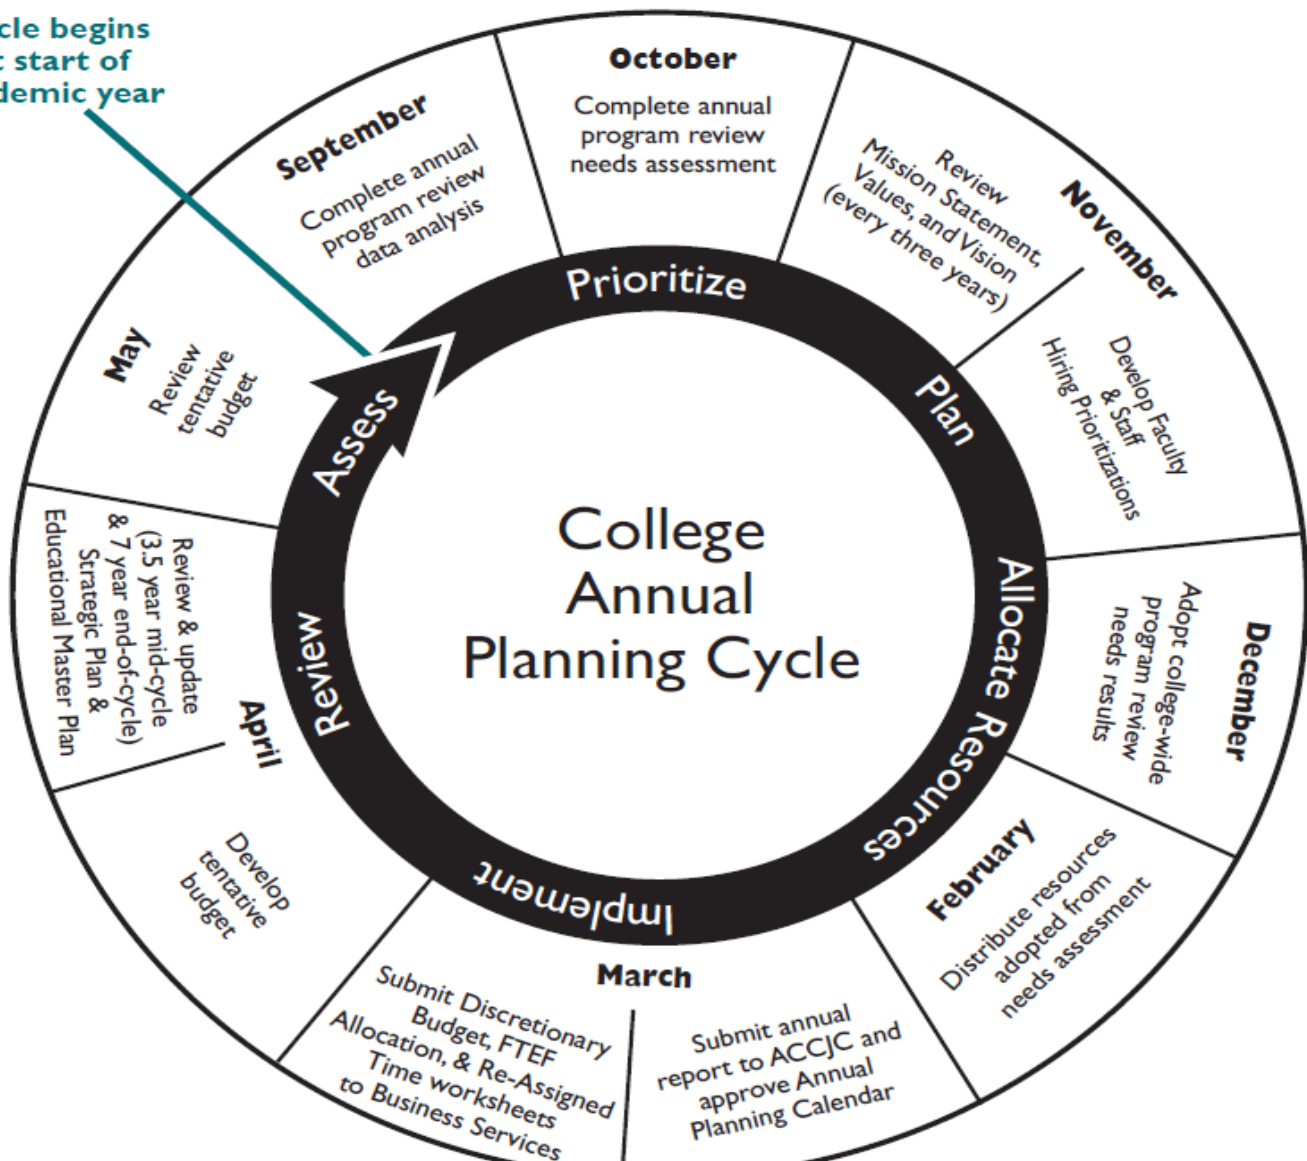 cle begins
t start of
demic year
September
Complete annual
program review
data analysis
October
Complete annual
program review
needs assessment
November
Review
Mission Statement,
Values, and Vision
(every three years)
Develop Faculty
& Staff
Hiring Prioritizations
December
Adopt college-wide
program review
needs results
February
Distribute resources
adopted from
needs assessment
March
Submit annual
report to ACCJC and
approve Annual
Planning Calendar
Submit Discretionary
Budget, FTEF
Allocation, & Re-Assigned
Time worksheets
to Business Services
April
Develop
tentative
budget
Review & update
(3.5 year mid-cycle
& 7 year end-of-cycle)
Strategic Plan &
Educational Master Plan
May
Review
tentative
budget
Assess
Prioritize
Plan
Allocate Resources
Implement
Review
College
Annual
Planning Cycle